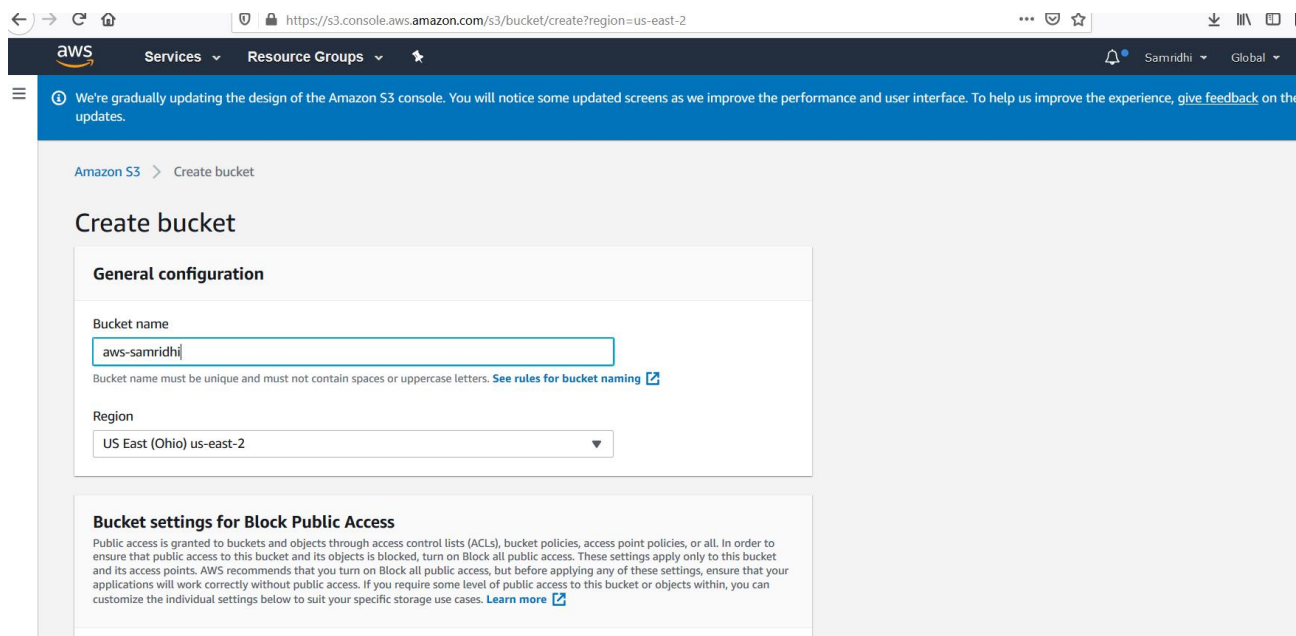 https://s3.console.aws.amazon.com/s3/bucket/create?region=us-east-2
aws Services Resource Groups Samridhi Global
We're gradually updating the design of the Amazon S3 console. You will notice some updated screens as we improve the performance and user interface. To help us improve the experience, give feedback on the
updates.
Amazon S3 > Create bucket
Create bucket
General configuration
Bucket name
aws-samridhi
Bucket name must be unique and must not contain spaces or uppercase letters. See rules for bucket naming
Region
US East (Ohio) us-east-2
Bucket settings for Block Public Access
Public access is granted to buckets and objects through access control lists (ACLs), bucket policies, access point policies, or all. In order to
ensure that public access to this bucket and its objects is blocked, turn on Block all public access. These settings apply only to this bucket
and its access points. AWS recommends that you turn on Block all public access, but before applying any of these settings, ensure that your
applications will work correctly without public access. If you require some level of public access to this bucket or objects within, you can
customize the individual settings below to suit your specific storage use cases. Learn more